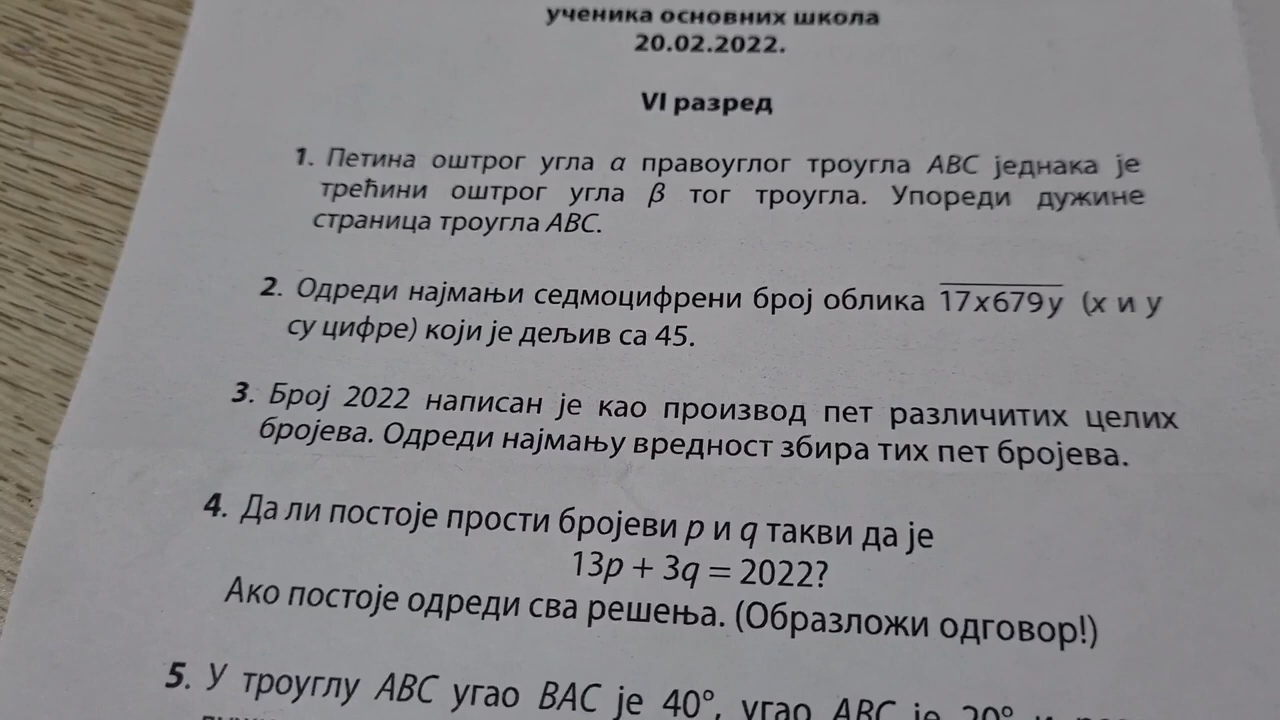 ученика основних школа
20.02.2022.
VI разред
1. Петина оштрог угла α правоуглог троугла ABC једнака је
трећини оштрог угла β тог троугла. Упореди дужине
страница троугла ABC.
2. Одреди најмањи седмоцифрени број облика 17x679y (x и y
су цифре) који је дељив са 45.
3. Број 2022 написан је као производ пет различитих целих
бројева. Одреди најмању вредност збира тих пет бројева.
4. Да ли постоје прости бројеви p и q такви да је
13p + 3q = 2022?
Ако постоје одреди сва решења. (Образложи одговор!)
5. У троуглу ABC угао BAC је 40°, угао ABC је 20° и